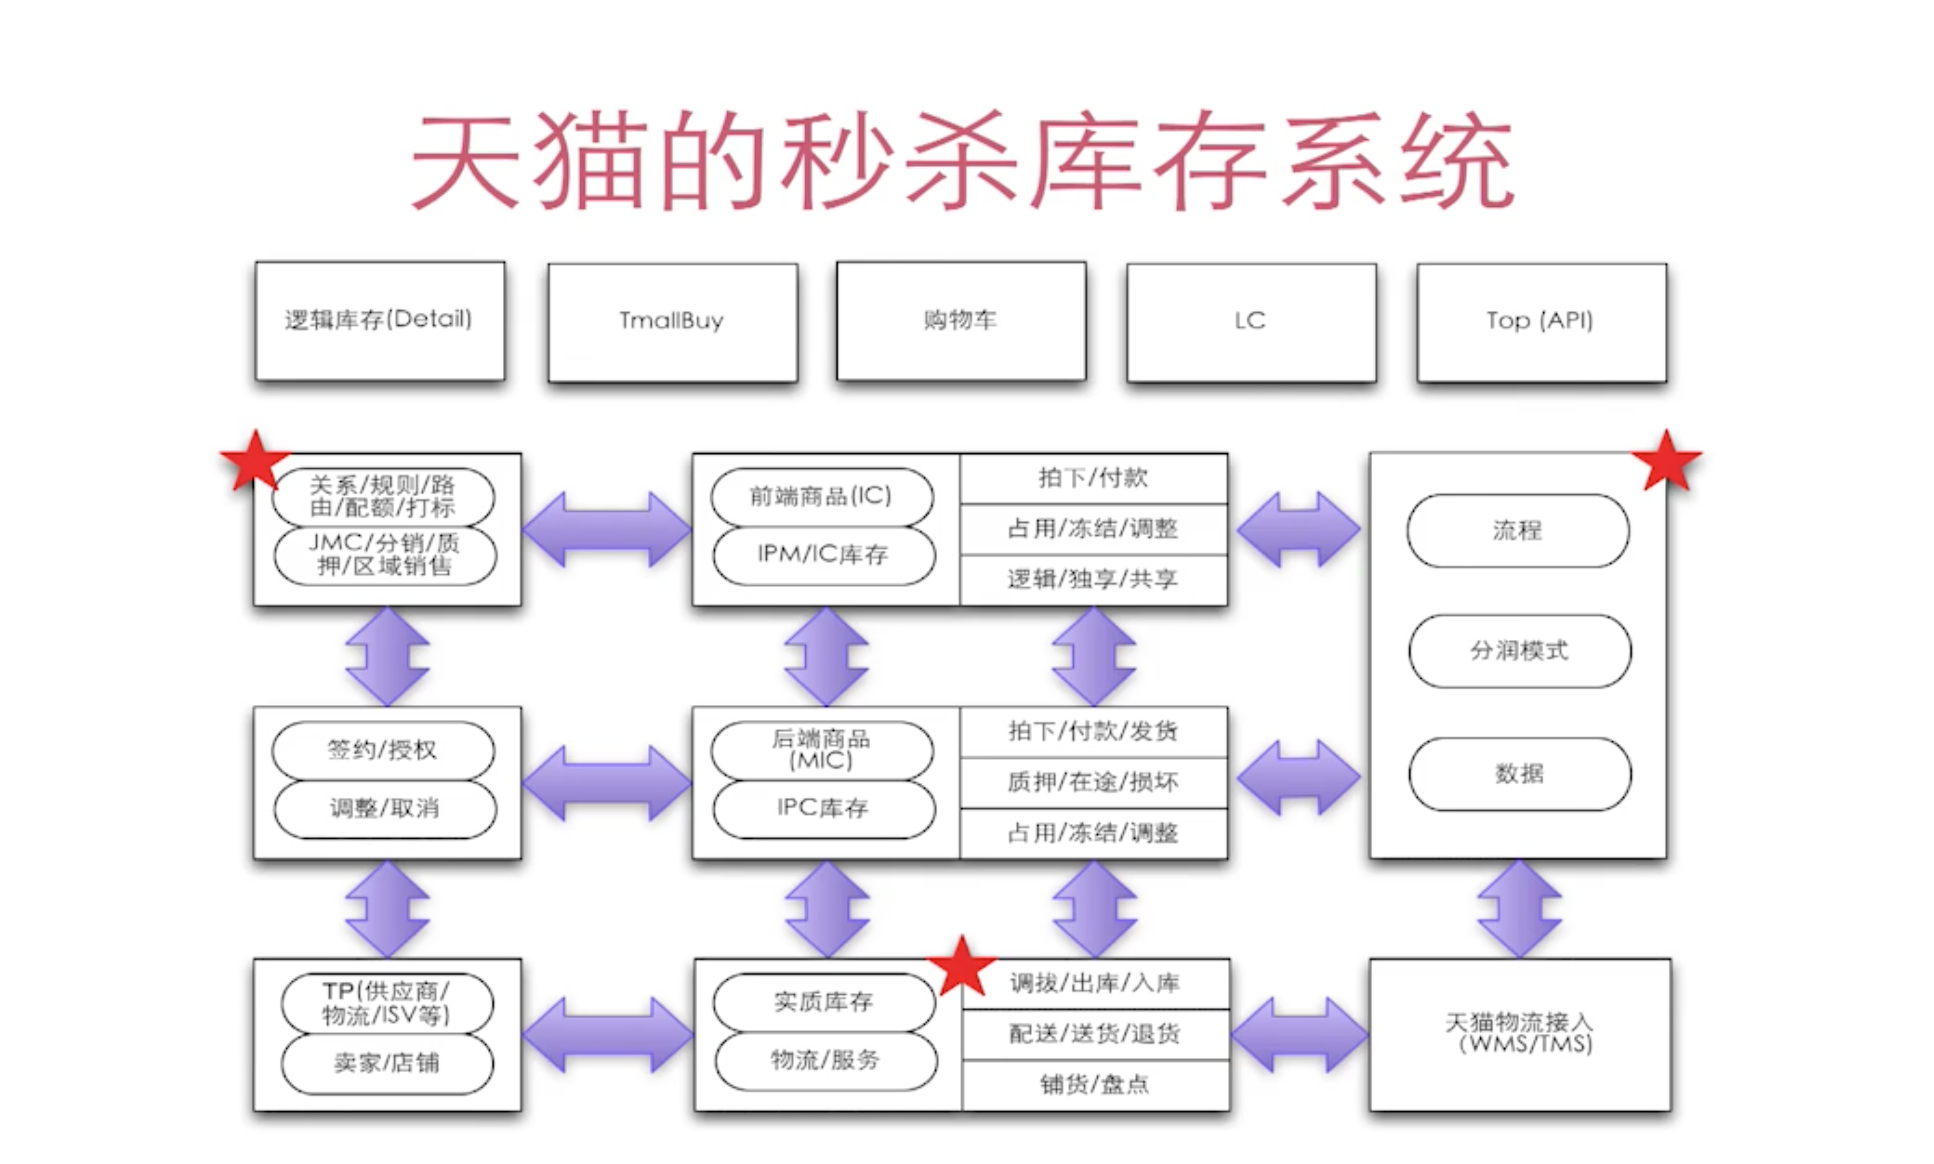 天猫的秒杀库存系统
逻辑库存(Detail)
TmallBuy
购物车
LC
Top (API)
关系/规则/路
由/配额/打标
JMC/分销/质
押/区域销售
前端商品(IC)
IPM/IC库存
拍下/付款
占用/冻结/调整
逻辑/独享/共享
流程
分润模式
数据
签约/授权
调整/取消
后端商品
(MIC)
IPC库存
拍下/付款/发货
质押/在途/损坏
占用/冻结/调整
TP(供应商/
物流/ISV等)
卖家/店铺
实质库存
物流/服务
调拔/出库/入库
配送/送货/退货
铺货/盘点
天猫物流接入
（WMS/TMS)